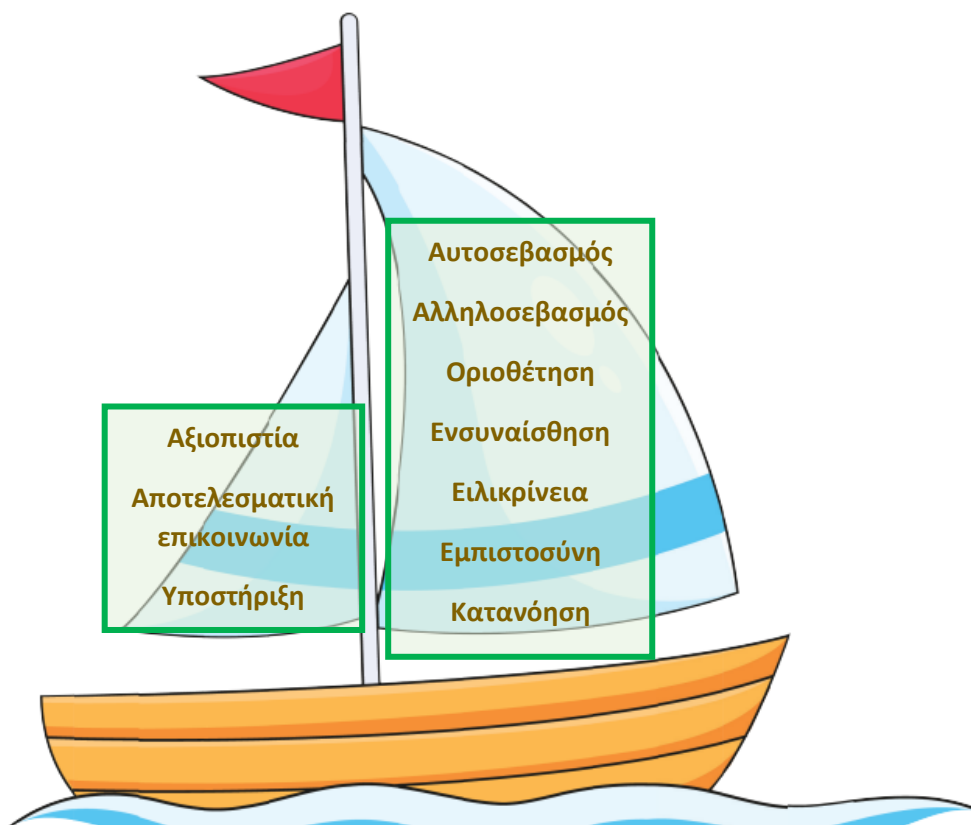 Αυτοσεβασμός
Αλληλοσεβασμός
Οριοθέτηση
Ενσυναίσθηση
Ειλικρίνεια
Εμπιστοσύνη
Κατανόηση
Αξιοπιστία
Αποτελεσματική
επικοινωνία
Υποστήριξη